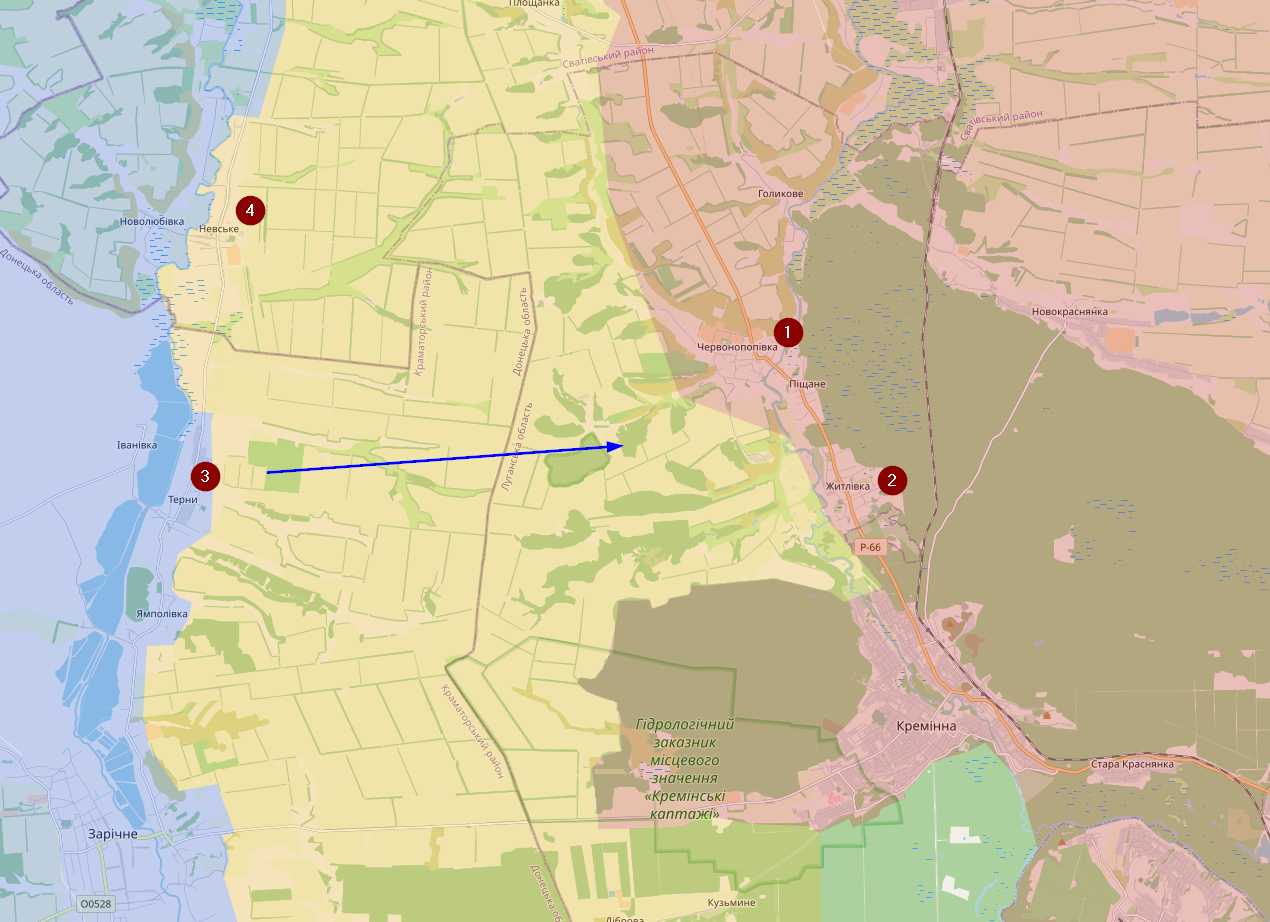 Площанка
Сватівський район
Сватівський район
Голикове
4
Новолюбівка
Невське
Донецька область
Краматорський район
Донецька область
1
Новокраснянка
Червонопопівка
Піщане
Луганська область
Іванівка
3
Терни
2
Житлівка
Р-66
Ямполівка
Краматорський район
Гідрологічний
заказник
місцевого
значення
«Кремінські
каптажі»
Кремінна
Стара Краснянка
Зарічне
О0528
Донецька об
Кузьмине
Діброва